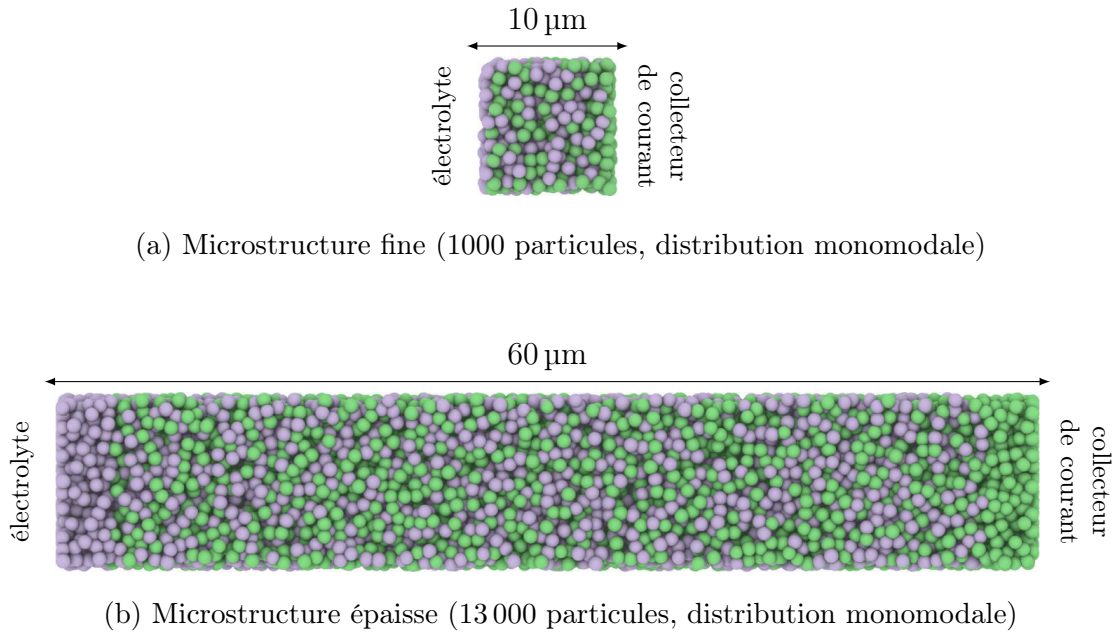 10 µm
électrolyte
collecteur
de courant
(a) Microstructure fine (1000 particules, distribution monomodale)
60 µm
électrolyte
collecteur
de courant
(b) Microstructure épaisse (13 000 particules, distribution monomodale)